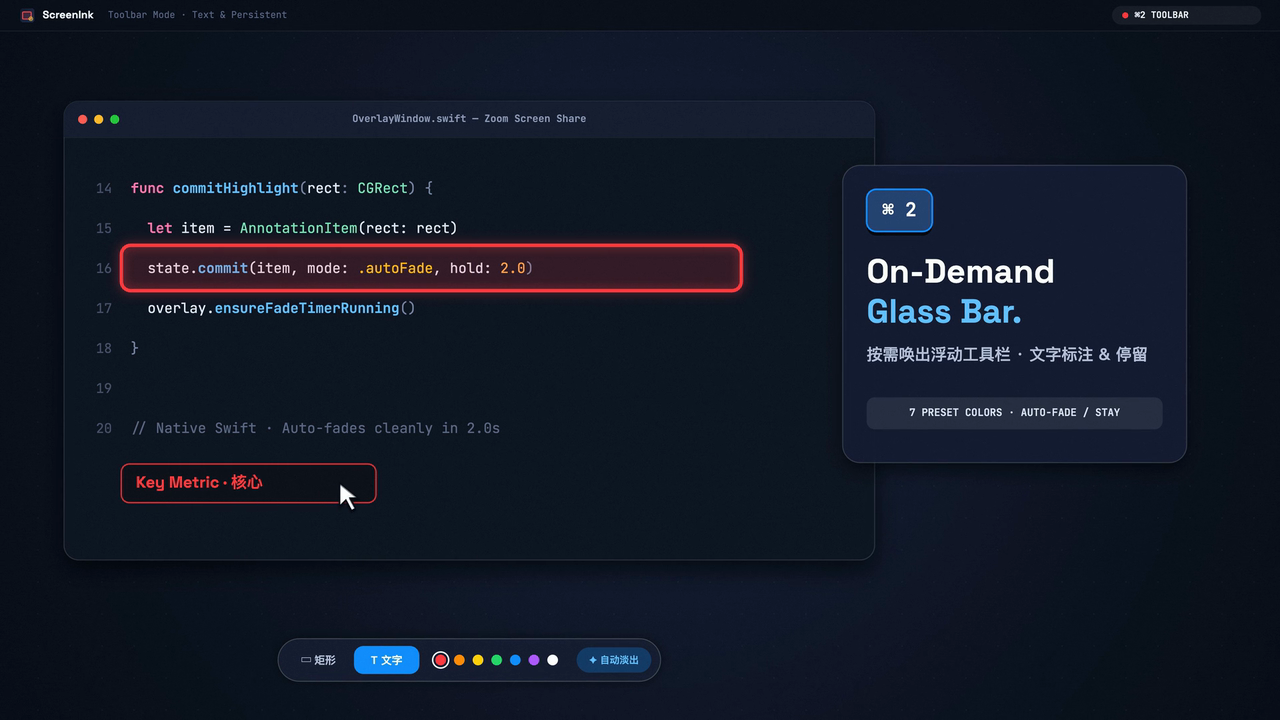 ScreenInk Toolbar Mode · Text & Persistent
⌘2 TOOLBAR
OverlayWindow.swift — Zoom Screen Share
14 func commitHighlight(rect: CGRect) {
15 let item = AnnotationItem(rect: rect)
16 state.commit(item, mode: .autoFade, hold: 2.0)
17 overlay.ensureFadeTimerRunning()
18 }
19
20 // Native Swift · Auto-fades cleanly in 2.0s
Key Metric · 核心
⌘ 2
On-Demand
Glass Bar.
按需唤出浮动工具栏 · 文字标注 & 停留
7 PRESET COLORS · AUTO-FADE / STAY
▭ 矩形 T 文字 ✦ 自动淡出